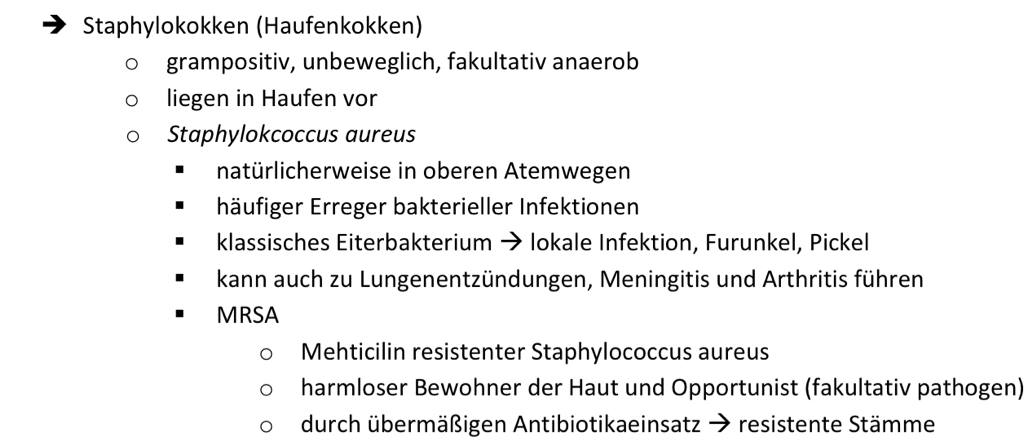 ➔ Staphylokokken (Haufenkokken)
o grampositiv, unbeweglich, fakultativ anaerob
o liegen in Haufen vor
o Staphylokcoccus aureus
▪ natürlicherweise in oberen Atemwegen
▪ häufiger Erreger bakterieller Infektionen
▪ klassisches Eiterbakterium → lokale Infektion, Furunkel, Pickel
▪ kann auch zu Lungenentzündungen, Meningitis und Arthritis führen
▪ MRSA
o Mehticilin resistenter Staphylococcus aureus
o harmloser Bewohner der Haut und Opportunist (fakultativ pathogen)
o durch übermäßigen Antibiotikaeinsatz → resistente Stämme